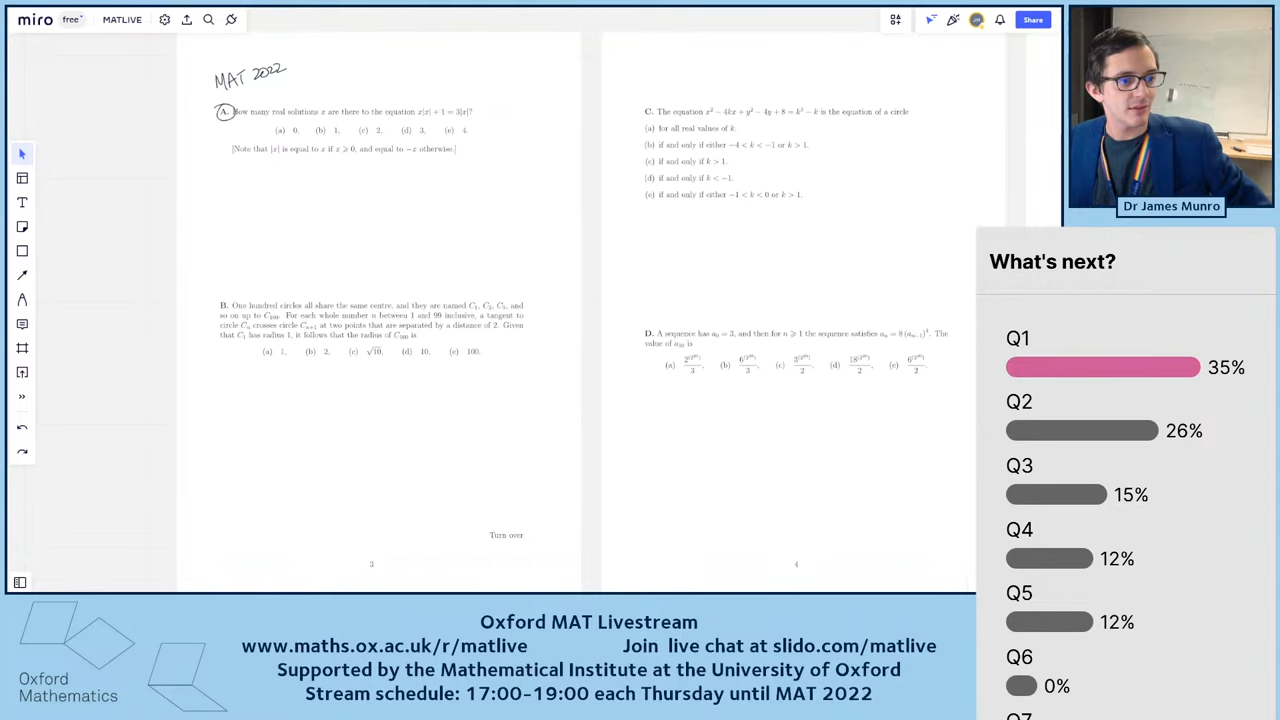 miro free MATLIVE Share
MAT 2022
A. How many real solutions x are there to the equation x|x| + 1 = 3|x|?
(a) 0, (b) 1, (c) 2, (d) 3, (e) 4.
[Note that |x| is equal to x if x ⩾ 0, and equal to −x otherwise.]
B. One hundred circles all share the same centre, and they are named C₁, C₂, C₃, and
so on up to C₁₀₀. For each whole number n between 1 and 99 inclusive, a tangent to
circle Cₙ crosses circle Cₙ₊₁ at two points that are separated by a distance of 2. Given
that C₁ has radius 1, it follows that the radius of C₁₀₀ is
(a) 1, (b) 2, (c) √10, (d) 10, (e) 100.
Turn over
3
C. The equation x² − 4kx + y² − 4y + 8 = k³ − k is the equation of a circle
(a) for all real values of k.
(b) if and only if either −4 < k < −1 or k > 1.
(c) if and only if k > 1.
(d) if and only if k < −1.
(e) if and only if either −1 < k < 0 or k > 1.
D. A sequence has a₀ = 3, and then for n ⩾ 1 the sequence satisfies aₙ = 8 (aₙ₋₁)⁴. The
value of a₁₀ is
4
Dr James Munro
What's next?
Q1
35%
Q2
26%
Q3
15%
Q4
12%
Q5
12%
Q6
0%
Q7
Oxford
Mathematics
Oxford MAT Livestream
www.maths.ox.ac.uk/r/matlive Join live chat at slido.com/matlive
Supported by the Mathematical Institute at the University of Oxford
Stream schedule: 17:00-19:00 each Thursday until MAT 2022